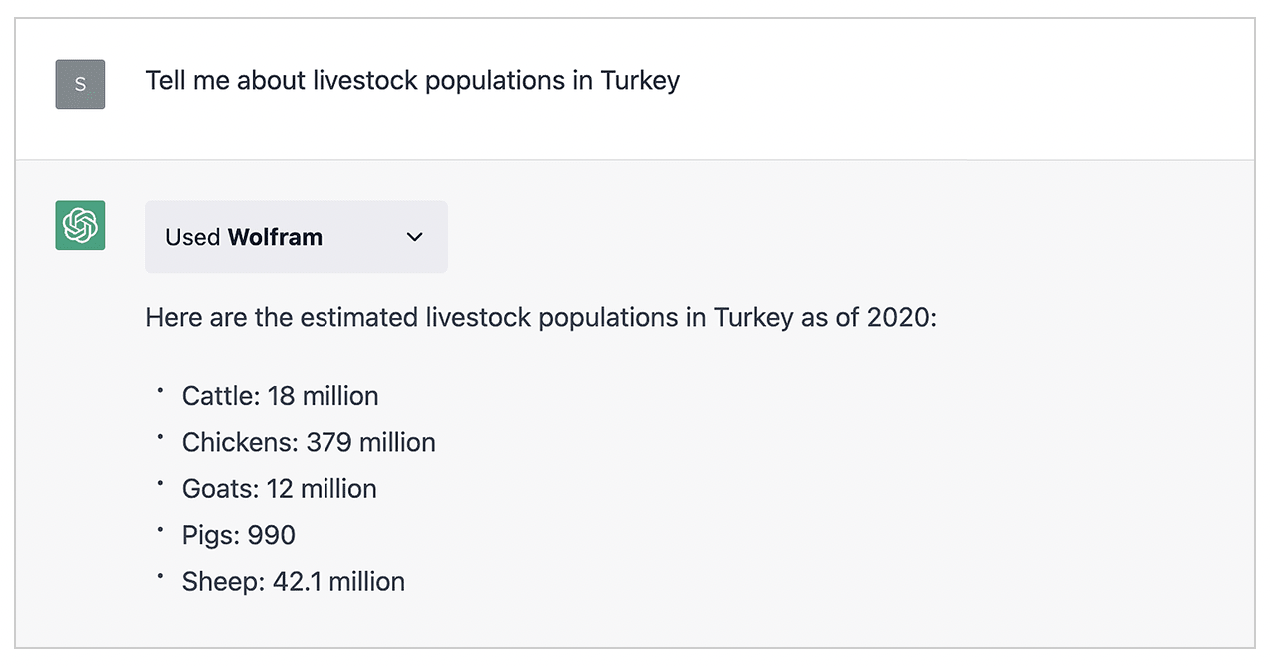 S
Tell me about livestock populations in Turkey
Used Wolfram
Here are the estimated livestock populations in Turkey as of 2020:
• Cattle: 18 million
• Chickens: 379 million
• Goats: 12 million
• Pigs: 990
• Sheep: 42.1 million